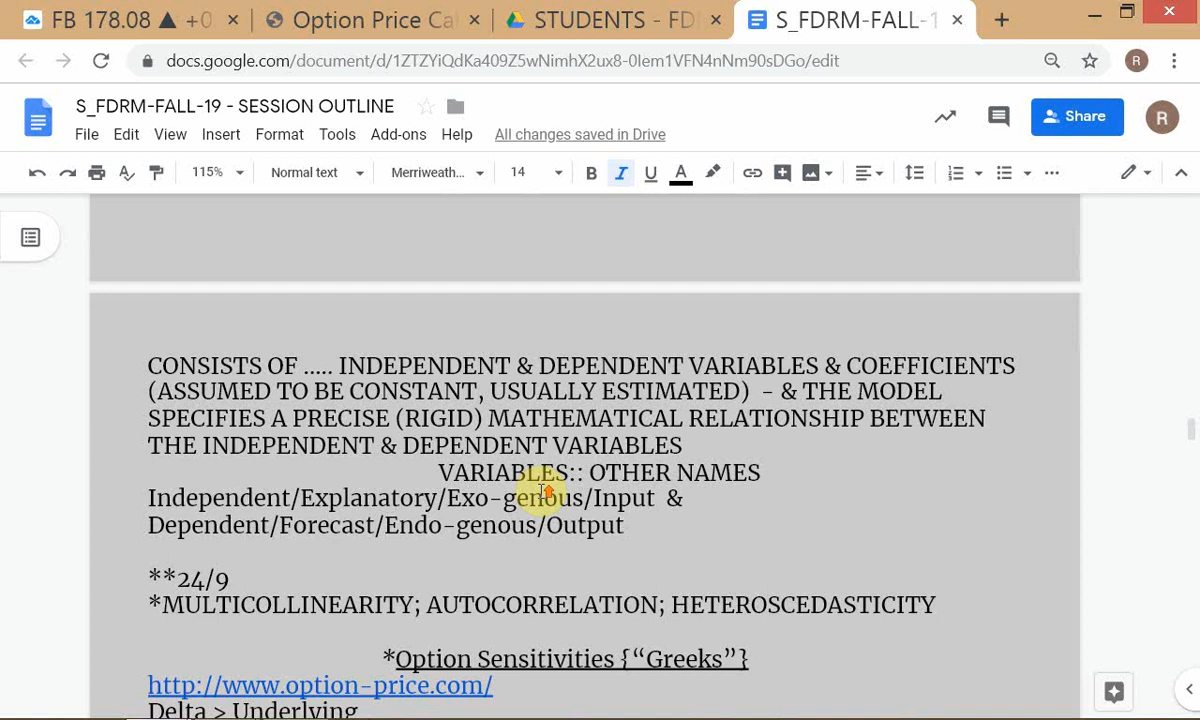 FB 178.08 ▲ +0
Option Price Ca
STUDENTS - FD
S_FDRM-FALL-1
docs.google.com/document/d/1ZTZYiQdKa409Z5wNimhX2ux8-0Iem1VFN4nNm90sDGo/edit
R
S_FDRM-FALL-19 - SESSION OUTLINE
Share
R
File Edit View Insert Format Tools Add-ons Help All changes saved in Drive
115% Normal text Merriweath... 14 B I U A
CONSISTS OF ..... INDEPENDENT & DEPENDENT VARIABLES & COEFFICIENTS
(ASSUMED TO BE CONSTANT, USUALLY ESTIMATED) - & THE MODEL
SPECIFIES A PRECISE (RIGID) MATHEMATICAL RELATIONSHIP BETWEEN
THE INDEPENDENT & DEPENDENT VARIABLES
VARIABLES:: OTHER NAMES
Independent/Explanatory/Exo-genous/Input &
Dependent/Forecast/Endo-genous/Output
**24/9
*MULTICOLLINEARITY; AUTOCORRELATION; HETEROSCEDASTICITY
*Option Sensitivities {“Greeks”}
http://www.option-price.com/
Delta > Underlying